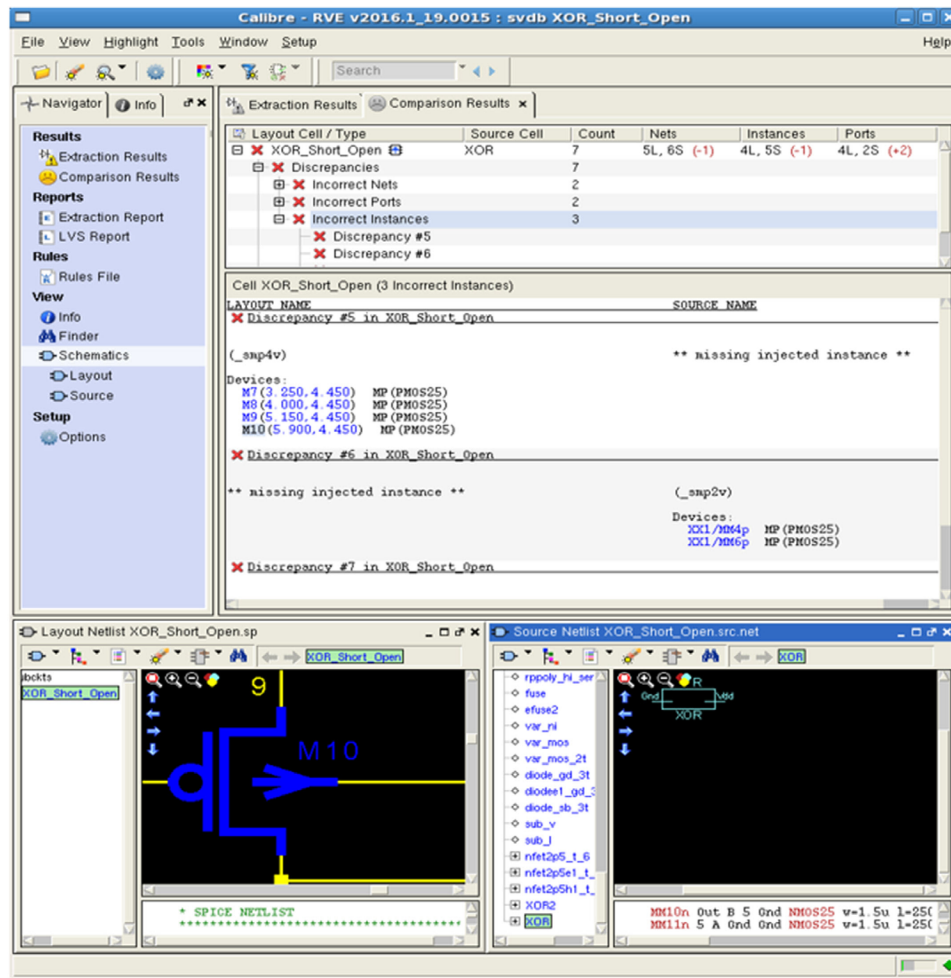 Calibre - RVE v2016.1_19.0015 : svdb XOR_Short_Open
File View Highlight Tools Window Setup Help
Search
Navigator Info
Extraction Results Comparison Results
Results
Extraction Results
Comparison Results
Reports
Extraction Report
LVS Report
Rules
Rules File
View
Info
Finder
Schematics
Layout
Source
Setup
Options
Layout Cell / Type Source Cell Count Nets Instances Ports
XOR_Short_Open XOR 7 5L, 6S (-1) 4L, 5S (-1) 4L, 2S (+2)
Discrepancies 7
Incorrect Nets 2
Incorrect Ports 2
Incorrect Instances 3
Discrepancy #5
Discrepancy #6
Cell XOR_Short_Open (3 Incorrect Instances)
LAYOUT NAME SOURCE NAME
Discrepancy #5 in XOR_Short_Open
(_smp4v) ** missing injected instance **
Devices:
M7(3.250,4.450) MP(PMOS25)
M8(4.000,4.450) MP(PMOS25)
M9(5.150,4.450) MP(PMOS25)
M10(5.900,4.450) MP(PMOS25)
Discrepancy #6 in XOR_Short_Open
** missing injected instance ** (_smp2v)
Devices:
XX1/MM4p MP(PMOS25)
XX1/MM6p MP(PMOS25)
Discrepancy #7 in XOR_Short_Open
Layout Netlist XOR_Short_Open.sp
XOR_Short_Open
ubckts
XOR_Short_Open
9
M10
* SPICE NETLIST
Source Netlist XOR_Short_Open.src.net
XOR
rppoly_hi_ser
fuse
efuse2
var_ni
var_mos
var_mos_2t
diode_gd_3t
diodee1_gd_3
diode_sb_3t
sub_v
sub_l
nfet2p5_t_6
nfet2p5e1_t_
nfet2p5h1_t_
XOR2
XOR
R
Gnd Vdd
XOR
MM10n Out B 5 Gnd NMOS25 w=1.5u l=250
MM11n 5 A Gnd Gnd NMOS25 w=1.5u l=250